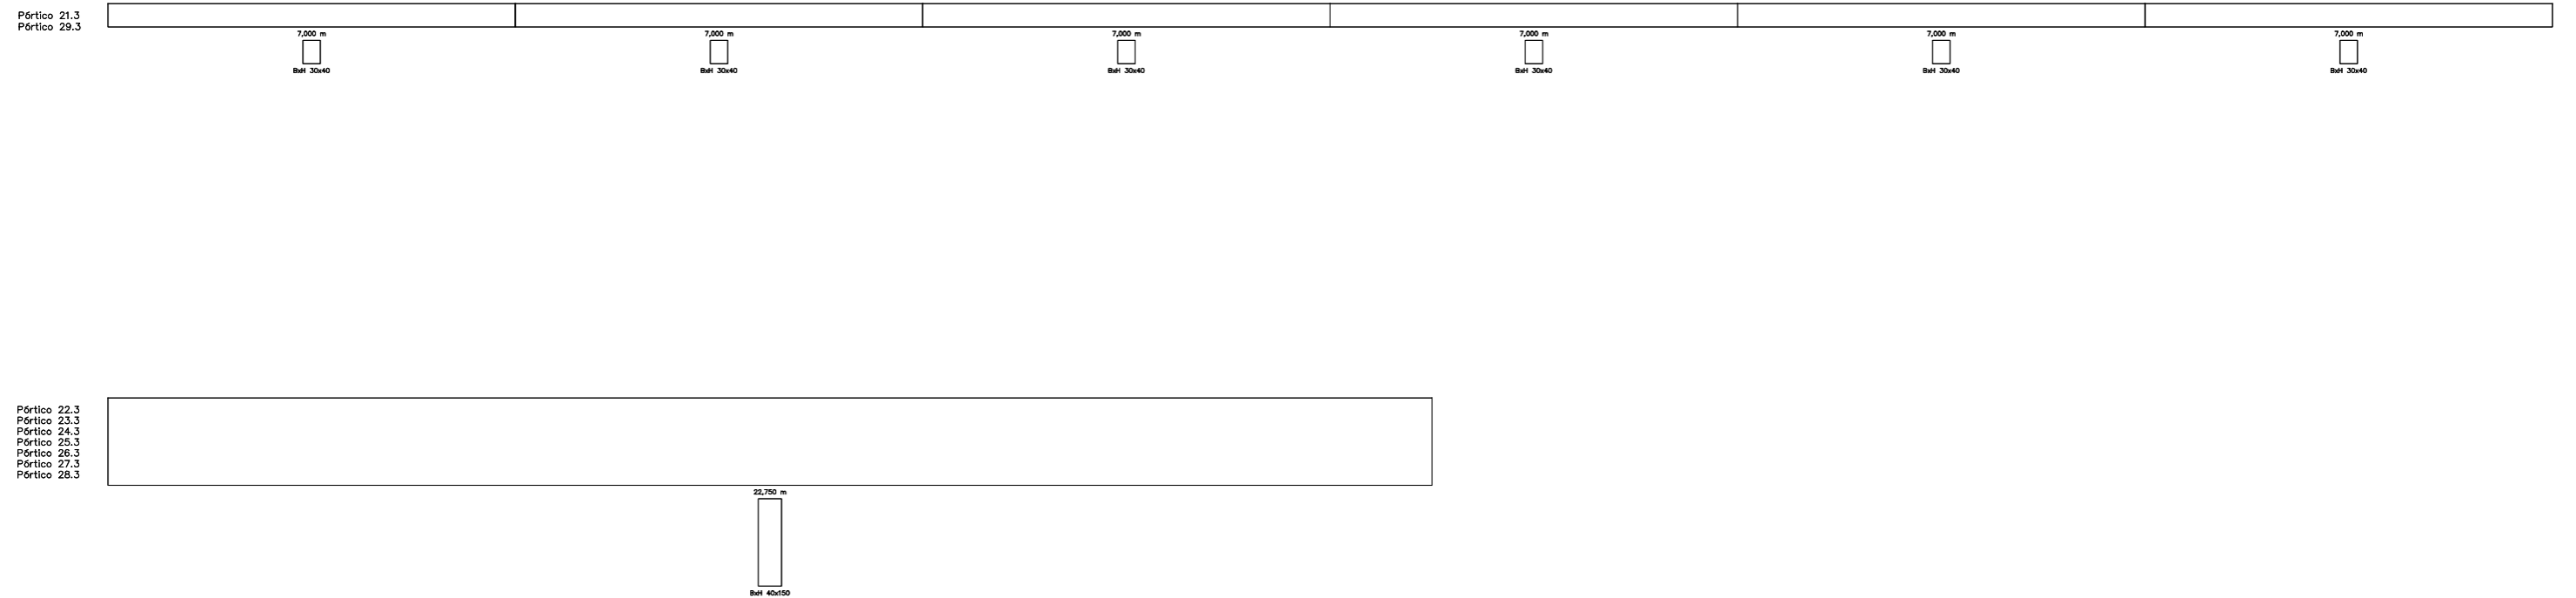 Pórtico 21.3
Pórtico 29.3
7,000 m 7,000 m 7,000 m 7,000 m 7,000 m 7,000 m
BxH 30x40 BxH 30x40 BxH 30x40 BxH 30x40 BxH 30x40 BxH 30x40
Pórtico 22.3
Pórtico 23.3
Pórtico 24.3
Pórtico 25.3
Pórtico 26.3
Pórtico 27.3
Pórtico 28.3
22,750 m
BxH 40x150